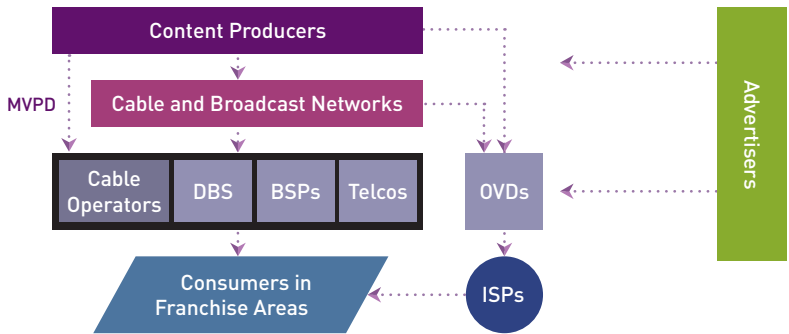 Content Producers
MVPD
Cable and Broadcast Networks
Advertisers
Cable
Operators
DBS
BSPs
Telcos
OVDs
Consumers in
Franchise Areas
ISPs